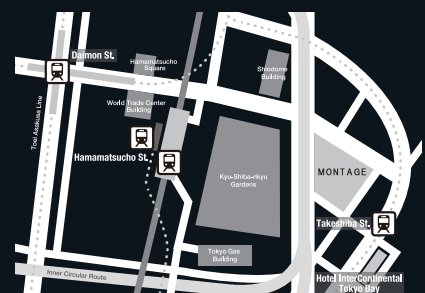 Daimon St.
Hamamatsucho
Square
Shiodome
Building
World Trade Center
Building
Toei Asakusa Line
Hamamatsucho St.
Kyu-Shiba-rikyu
Gardens
MONTAGE
Takeshiba St.
Tokyo Gas
Building
Inner Circular Route
Hotel InterContinental
Tokyo Bay